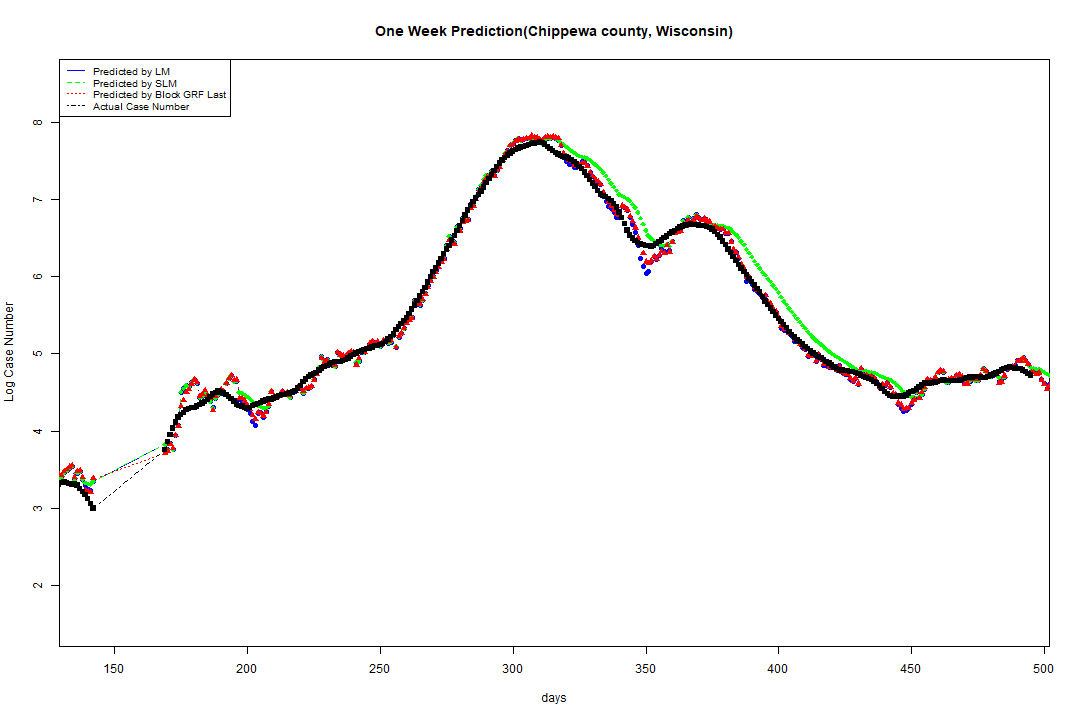 One Week Prediction(Chippewa county, Wisconsin)
Predicted by LM
Predicted by SLM
Predicted by Block GRF Last
Actual Case Number
Log Case Number
8
7
6
5
4
3
2
150 200 250 300 350 400 450 500
days